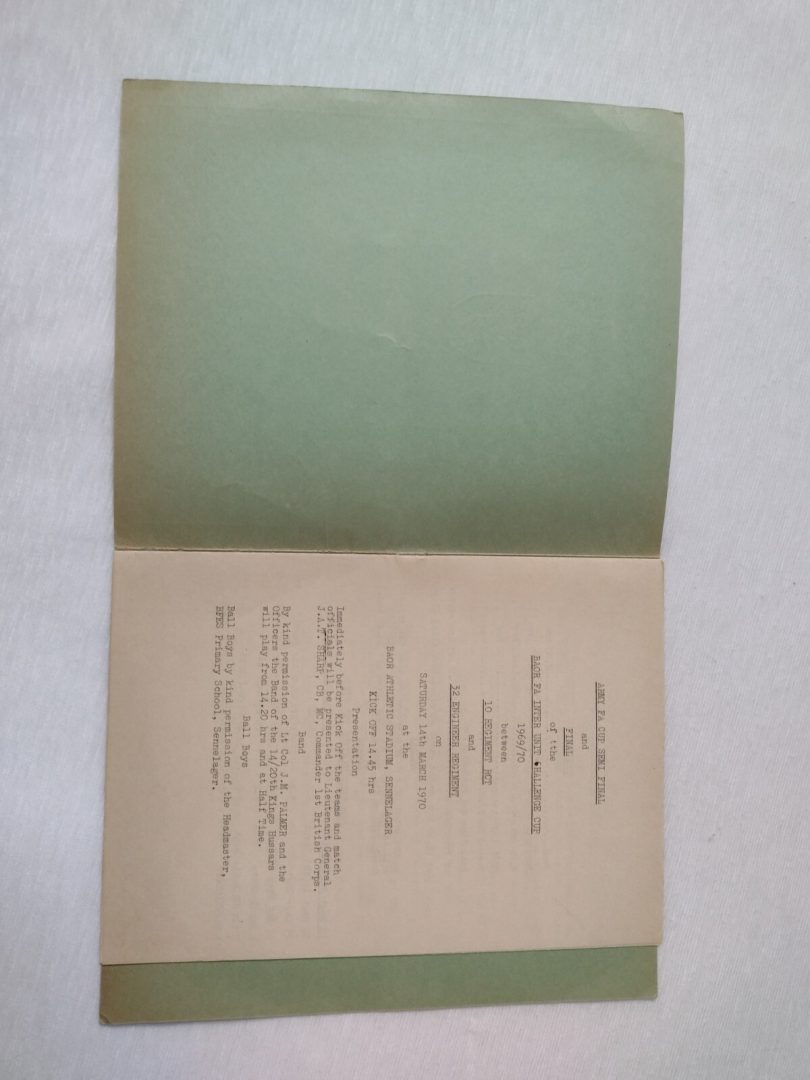 ARMY FA CUP SEMI FINAL
and
FINAL
of the
BAOR FA INTER UNIT CHALLENGE CUP
1969/70
between
10 REGIMENT RCT
and
32 ENGINEER REGIMENT
on
SATURDAY 14th MARCH 1970
at the
BAOR ATHLETIC STADIUM, SENNELAGER
KICK OFF 14.45 hrs
Presentation
Immediately before Kick Off the teams and match
officials will be presented to Lieutenant General
J.A.T. SHARP, CB, MC, Commander 1st British Corps.
Band
By kind permission of Lt Col J.M. PALMER and the
Officers the Band of the 14/20th Kings Hussars
will play from 14.20 hrs and at Half Time.
Ball Boys
Ball Boys by kind permission of the Headmaster,
BFES Primary School, Sennelager.